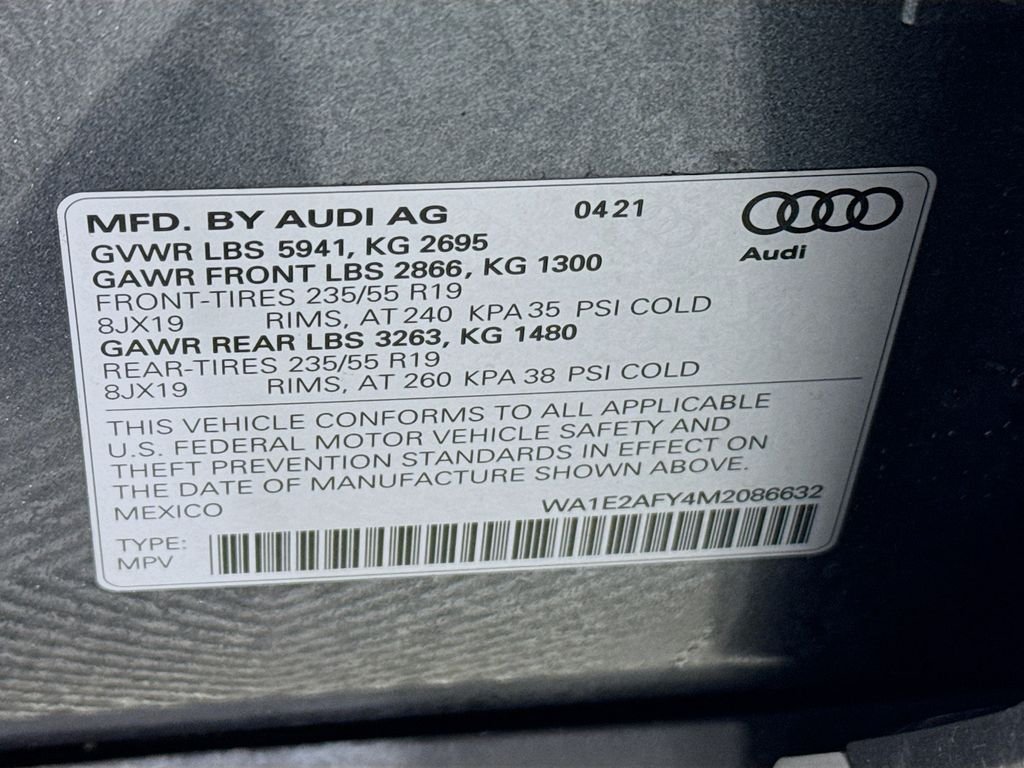 MFD. BY AUDI AG 0421
Audi
GVWR LBS 5941, KG 2695
GAWR FRONT LBS 2866, KG 1300
FRONT-TIRES 235/55 R19
8JX19 RIMS, AT 240 KPA 35 PSI COLD
GAWR REAR LBS 3263, KG 1480
REAR-TIRES 235/55 R19
8JX19 RIMS, AT 260 KPA 38 PSI COLD
THIS VEHICLE CONFORMS TO ALL APPLICABLE
U.S. FEDERAL MOTOR VEHICLE SAFETY AND
THEFT PREVENTION STANDARDS IN EFFECT ON
THE DATE OF MANUFACTURE SHOWN ABOVE.
MEXICO WA1E2AFY4M2086632
TYPE:
MPV